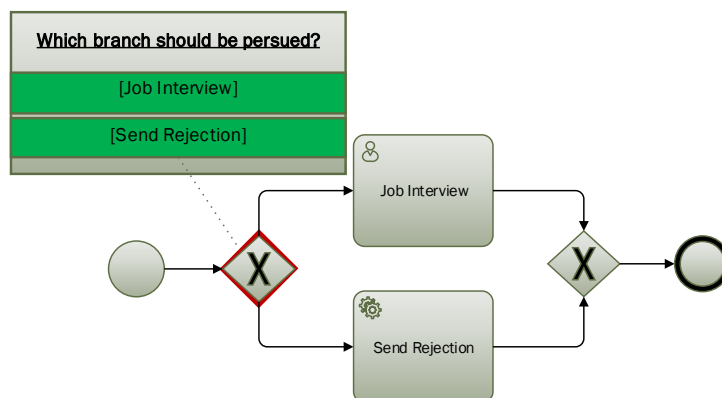 Which branch should be persued?
[Job Interview]
[Send Rejection]
Job Interview
X
X
Send Rejection